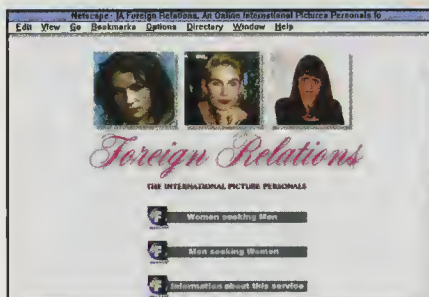 Netscape - [A Foreign Relations, An Online International Pictures Personals fo
Edit View Go Bookmarks Options Directory Window Help
Foreign Relations
THE INTERNATIONAL PICTURE PERSONALS
Women seeking Men
Men seeking Women
Information about this service